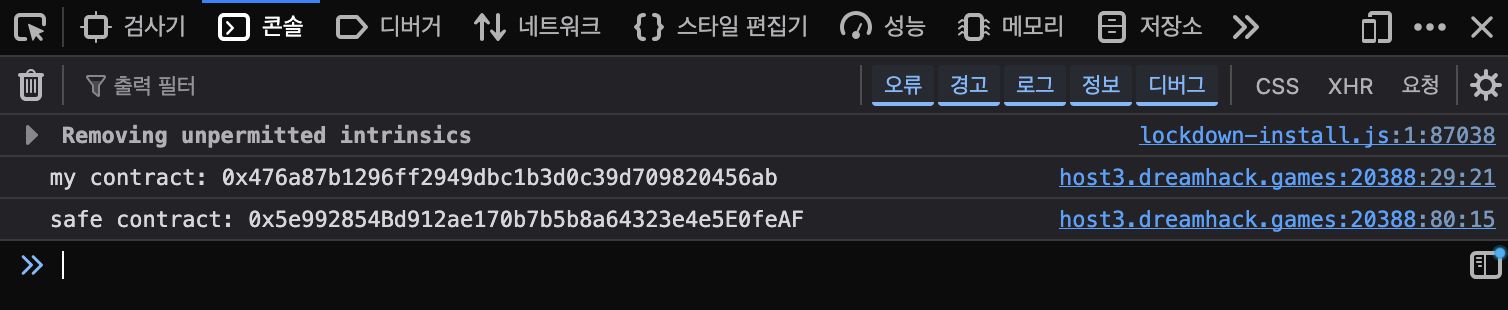 검사기 콘솔 디버거 네트워크 스타일 편집기 성능 메모리 저장소
출력 필터 오류 경고 로그 정보 디버그 CSS XHR 요청
Removing unpermitted intrinsics lockdown-install.js:1:87038
my contract: 0x476a87b1296ff2949dbc1b3d0c39d709820456ab host3.dreamhack.games:20388:29:21
safe contract: 0x5e992854Bd912ae170b7b5b8a64323e4e5E0feAF host3.dreamhack.games:20388:80:15